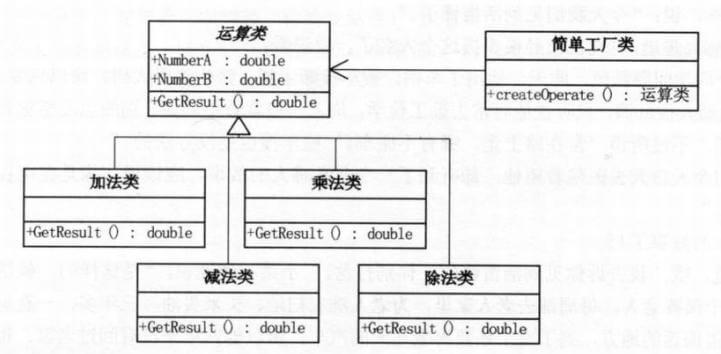 运算类
+NumberA : double
+NumberB : double
+GetResult () : double
简单工厂类
+createOperate () : 运算类
加法类
+GetResult () : double
乘法类
+GetResult () : double
减法类
+GetResult () : double
除法类
+GetResult () : double